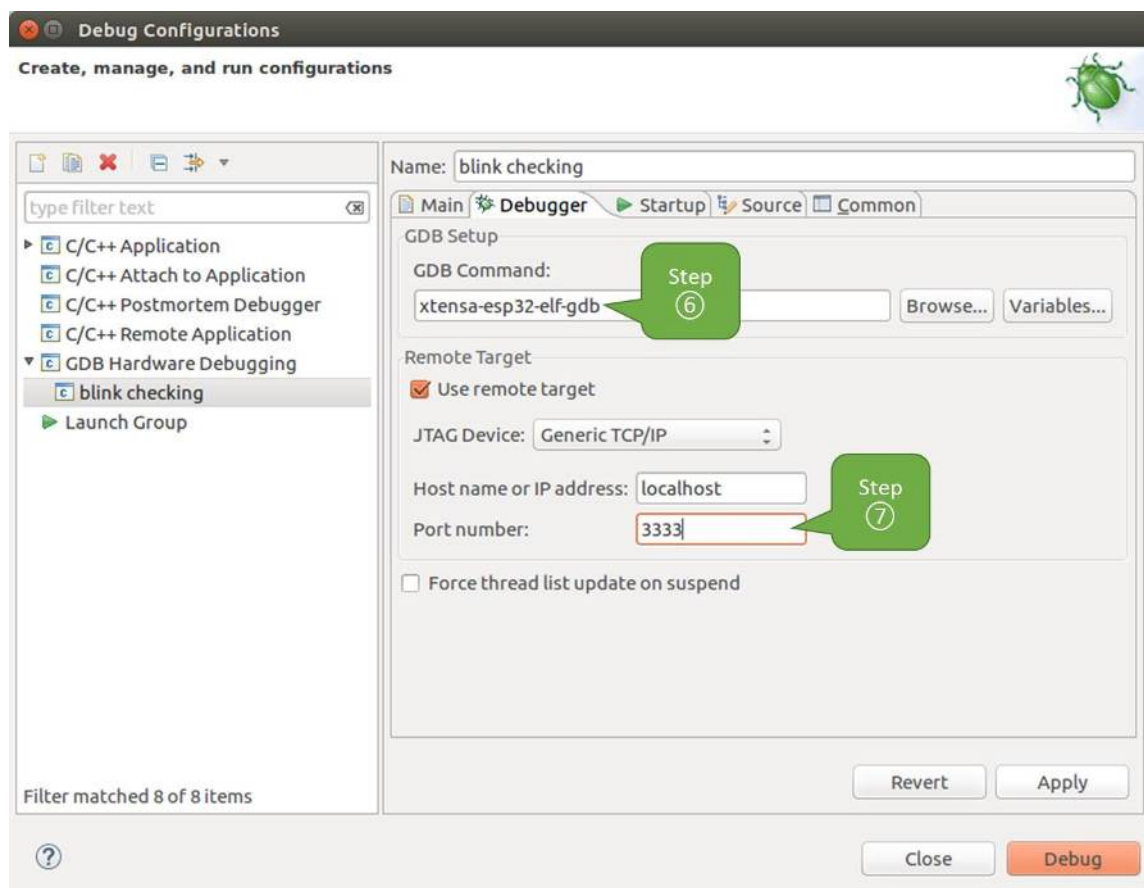 Debug Configurations
Create, manage, and run configurations
type filter text
C/C++ Application
C/C++ Attach to Application
C/C++ Postmortem Debugger
C/C++ Remote Application
GDB Hardware Debugging
blink checking
Launch Group
Filter matched 8 of 8 items
Name: blink checking
Main Debugger Startup Source Common
GDB Setup
GDB Command:
xtensa-esp32-elf-gdb Browse... Variables...
Step
⑥
Remote Target
Use remote target
JTAG Device: Generic TCP/IP
Host name or IP address: localhost
Port number: 3333
Step
⑦
Force thread list update on suspend
Revert Apply
? Close Debug